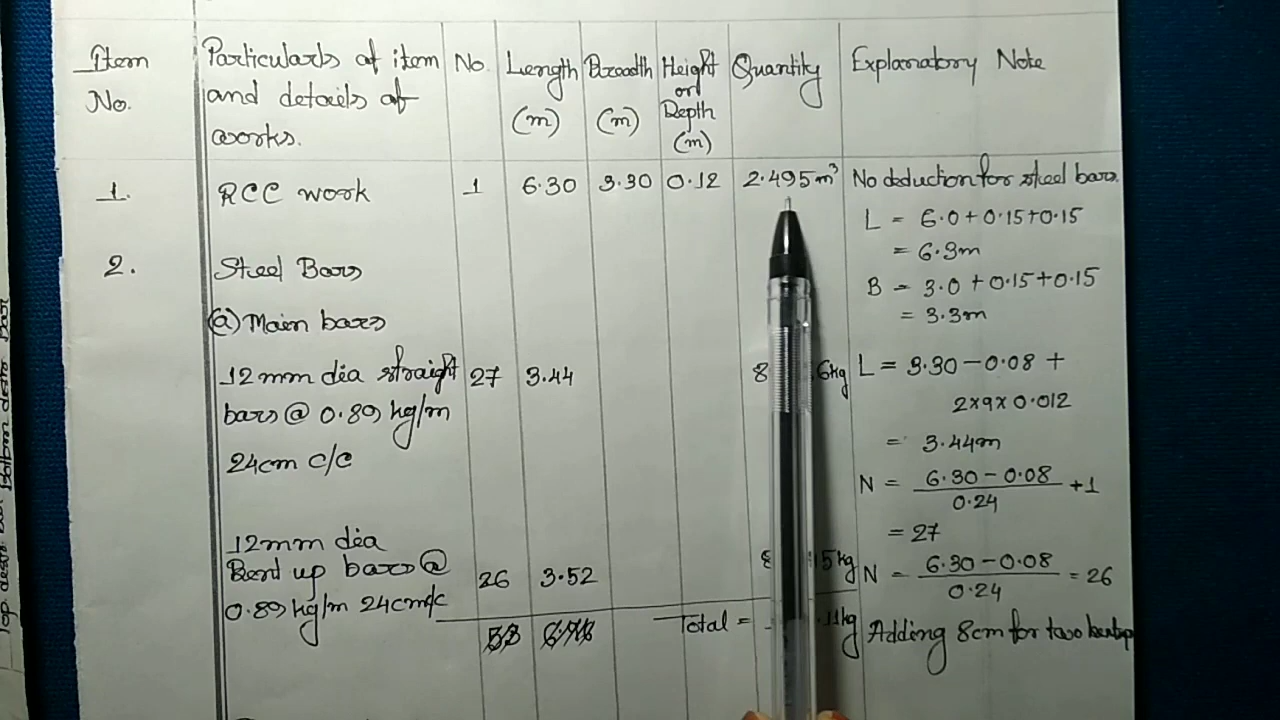 Item No.
Particulars of item and details of works.
No.
Length (m)
Breadth (m)
Height or Depth (m)
Quantity
Explanatory Note
1. RCC work 1 6.30 3.30 0.12 2.495m³ No deduction for steel bars.
L = 6.0 + 0.15 + 0.15
= 6.3m
B = 3.0 + 0.15 + 0.15
= 3.3m
2. Steel Bars
(a) Main bars
12mm dia straight 27 3.44
bars @ 0.89 kg/m
24cm c/c
L = 3.30 - 0.08 +
2x9x0.012
= 3.44m
N = 6.30 - 0.08 / 0.24 + 1
= 27
12mm dia
Bend up bars @ 26 3.52
0.89 kg/m 24cm c/c
N = 6.30 - 0.08 / 0.24 = 26
Total =
Adding 8cm for two bentup